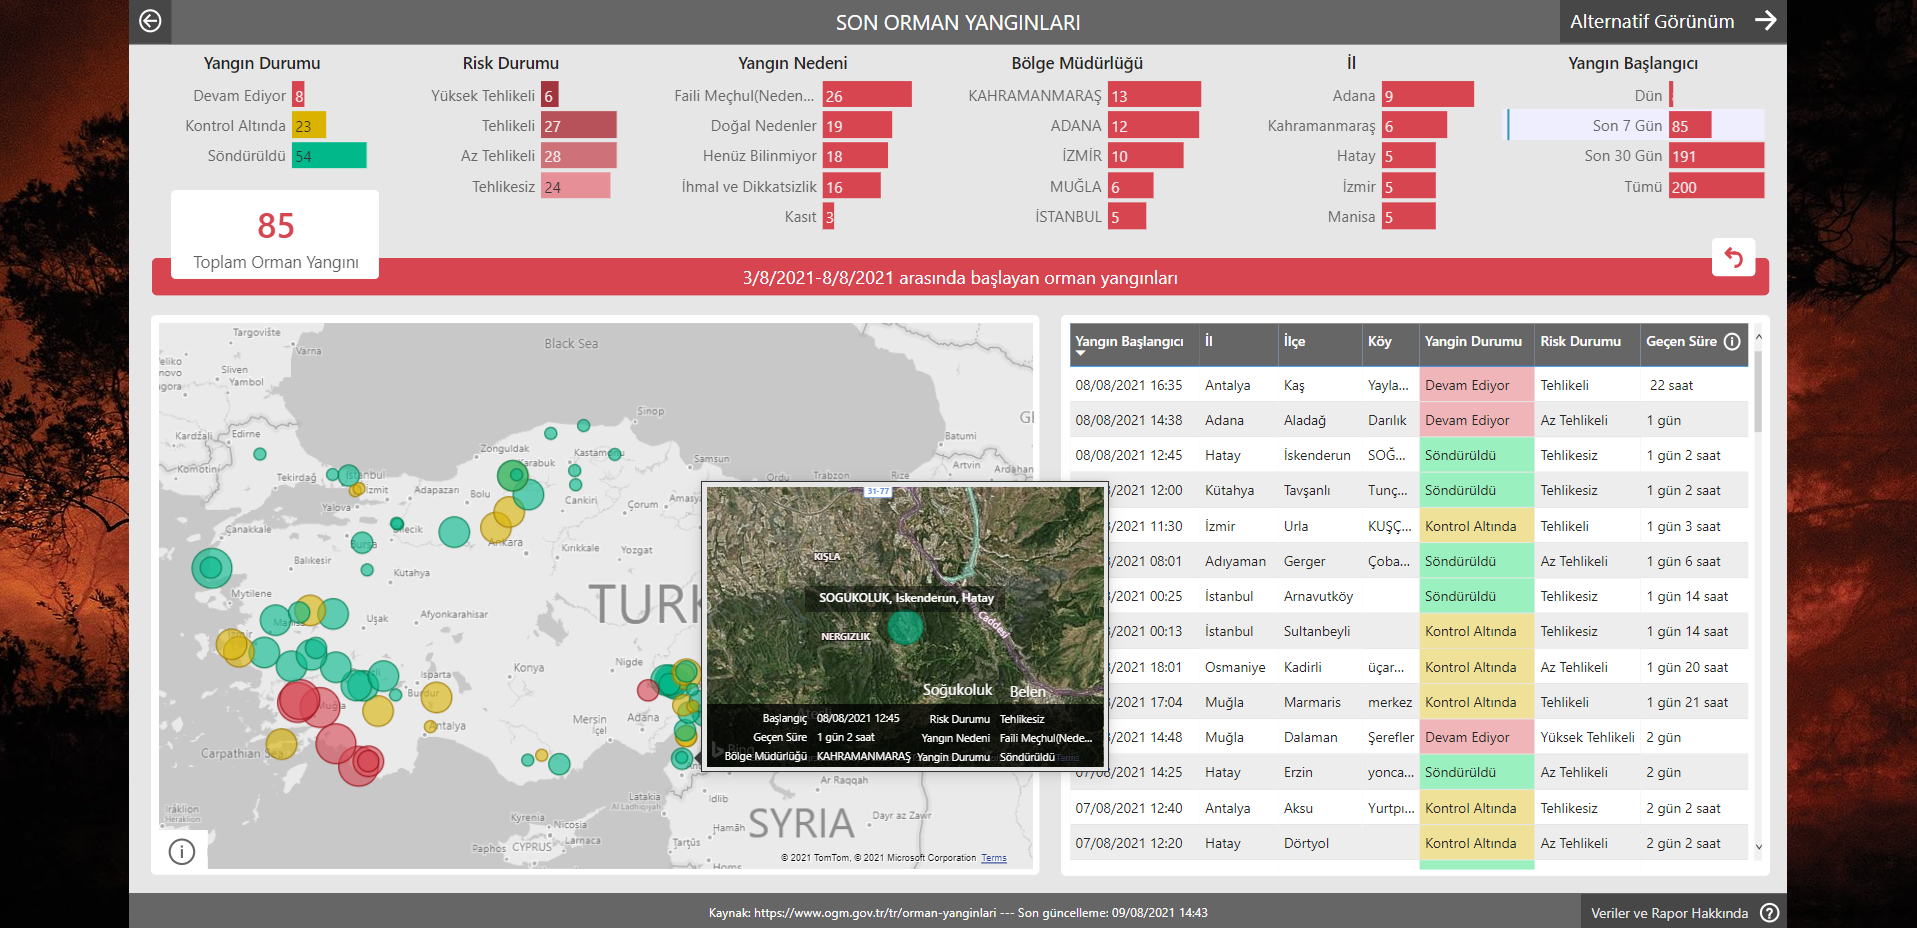 SON ORMAN YANGINLARI
Alternatif Görünüm
Yangın Durumu
Devam Ediyor 8
Kontrol Altında 23
Söndürüldü 54
Risk Durumu
Yüksek Tehlikeli 6
Tehlikeli 27
Az Tehlikeli 28
Tehlikesiz 24
Yangın Nedeni
Faili Meçhul(Neden... 26
Doğal Nedenler 19
Henüz Bilinmiyor 18
İhmal ve Dikkatsizlik 16
Kasıt 3
Bölge Müdürlüğü
KAHRAMANMARAŞ 13
ADANA 12
İZMİR 10
MUĞLA 6
İSTANBUL 5
İl
Adana 9
Kahramanmaraş 6
Hatay 5
İzmir 5
Manisa 5
Yangın Başlangıcı
Dün
Son 7 Gün 85
Son 30 Gün 191
Tümü 200
85
Toplam Orman Yangını
3/8/2021-8/8/2021 arasında başlayan orman yangınları
Targovište
Varna
Black Sea
Sliven
Yambol
Kardžali
Edirne
Komotini
Tekirdağ
İstanbul
İzmit
Yalova
Adapazarı
Zonguldak
Karabuk
Kastamonu
Sinop
Samsun
Ordu
Trabzon
Rize
Batumi
Artvin
Ardahan
Bolu
Cankiri
Çorum
Amasya
Çanakkale
Bilecik
Bursa
Ankara
Kırıkkale
Yozgat
Balıkesir
Kütahya
Mytilene
Manisa
Uşak
Afyonkarahisar
TURK
İzmir
Konya
Nigde
Isparta
Burdur
Muğla
Antalya
Mersin
İçel
Adana
Carpathian Sea
Iráklion
Heraklion
Latakia
Al Ladhiqiyah
Idlib
Ar Raqqah
Kyrenia
Nicosia
Hamāh
SYRIA
Dayr az Zawr
Paphos
CYPRUS
Larnaca
Tarţūs
Homs
© 2021 TomTom, © 2021 Microsoft Corporation Terms
31-77
KIŞLA
SOGUKOLUK, Iskenderun, Hatay
NERGIZLIK
Caddesi
Soğukoluk
Belen
Bing
Başlangıç 08/08/2021 12:45 Risk Durumu Tehlikesiz
Geçen Süre 1 gün 2 saat Yangın Nedeni Faili Meçhul(Nede...
Bölge Müdürlüğü KAHRAMANMARAŞ Yangin Durumu Söndürüldü
Yangın Başlangıcı İl İlçe Köy Yangin Durumu Risk Durumu Geçen Süre
08/08/2021 16:35 Antalya Kaş Yayla... Devam Ediyor Tehlikeli 22 saat
08/08/2021 14:38 Adana Aladağ Darılık Devam Ediyor Az Tehlikeli 1 gün
08/08/2021 12:45 Hatay İskenderun SOĞ... Söndürüldü Tehlikesiz 1 gün 2 saat
/2021 12:00 Kütahya Tavşanlı Tunç... Söndürüldü Tehlikesiz 1 gün 2 saat
/2021 11:30 İzmir Urla KUŞÇ... Kontrol Altında Tehlikeli 1 gün 3 saat
/2021 08:01 Adıyaman Gerger Çoba... Söndürüldü Az Tehlikeli 1 gün 6 saat
/2021 00:25 İstanbul Arnavutköy Söndürüldü Tehlikesiz 1 gün 14 saat
/2021 00:13 İstanbul Sultanbeyli Kontrol Altında Tehlikesiz 1 gün 14 saat
/2021 18:01 Osmaniye Kadirli üçar... Kontrol Altında Az Tehlikeli 1 gün 20 saat
/2021 17:04 Muğla Marmaris merkez Kontrol Altında Tehlikeli 1 gün 21 saat
/2021 14:48 Muğla Dalaman Şerefler Devam Ediyor Yüksek Tehlikeli 2 gün
07/08/2021 14:25 Hatay Erzin yonca... Söndürüldü Az Tehlikeli 2 gün
07/08/2021 12:40 Antalya Aksu Yurtpı... Kontrol Altında Tehlikesiz 2 gün 2 saat
07/08/2021 12:20 Hatay Dörtyol Kontrol Altında Az Tehlikeli 2 gün 2 saat
Kaynak: https://www.ogm.gov.tr/tr/orman-yanginlari --- Son güncelleme: 09/08/2021 14:43
Veriler ve Rapor Hakkında